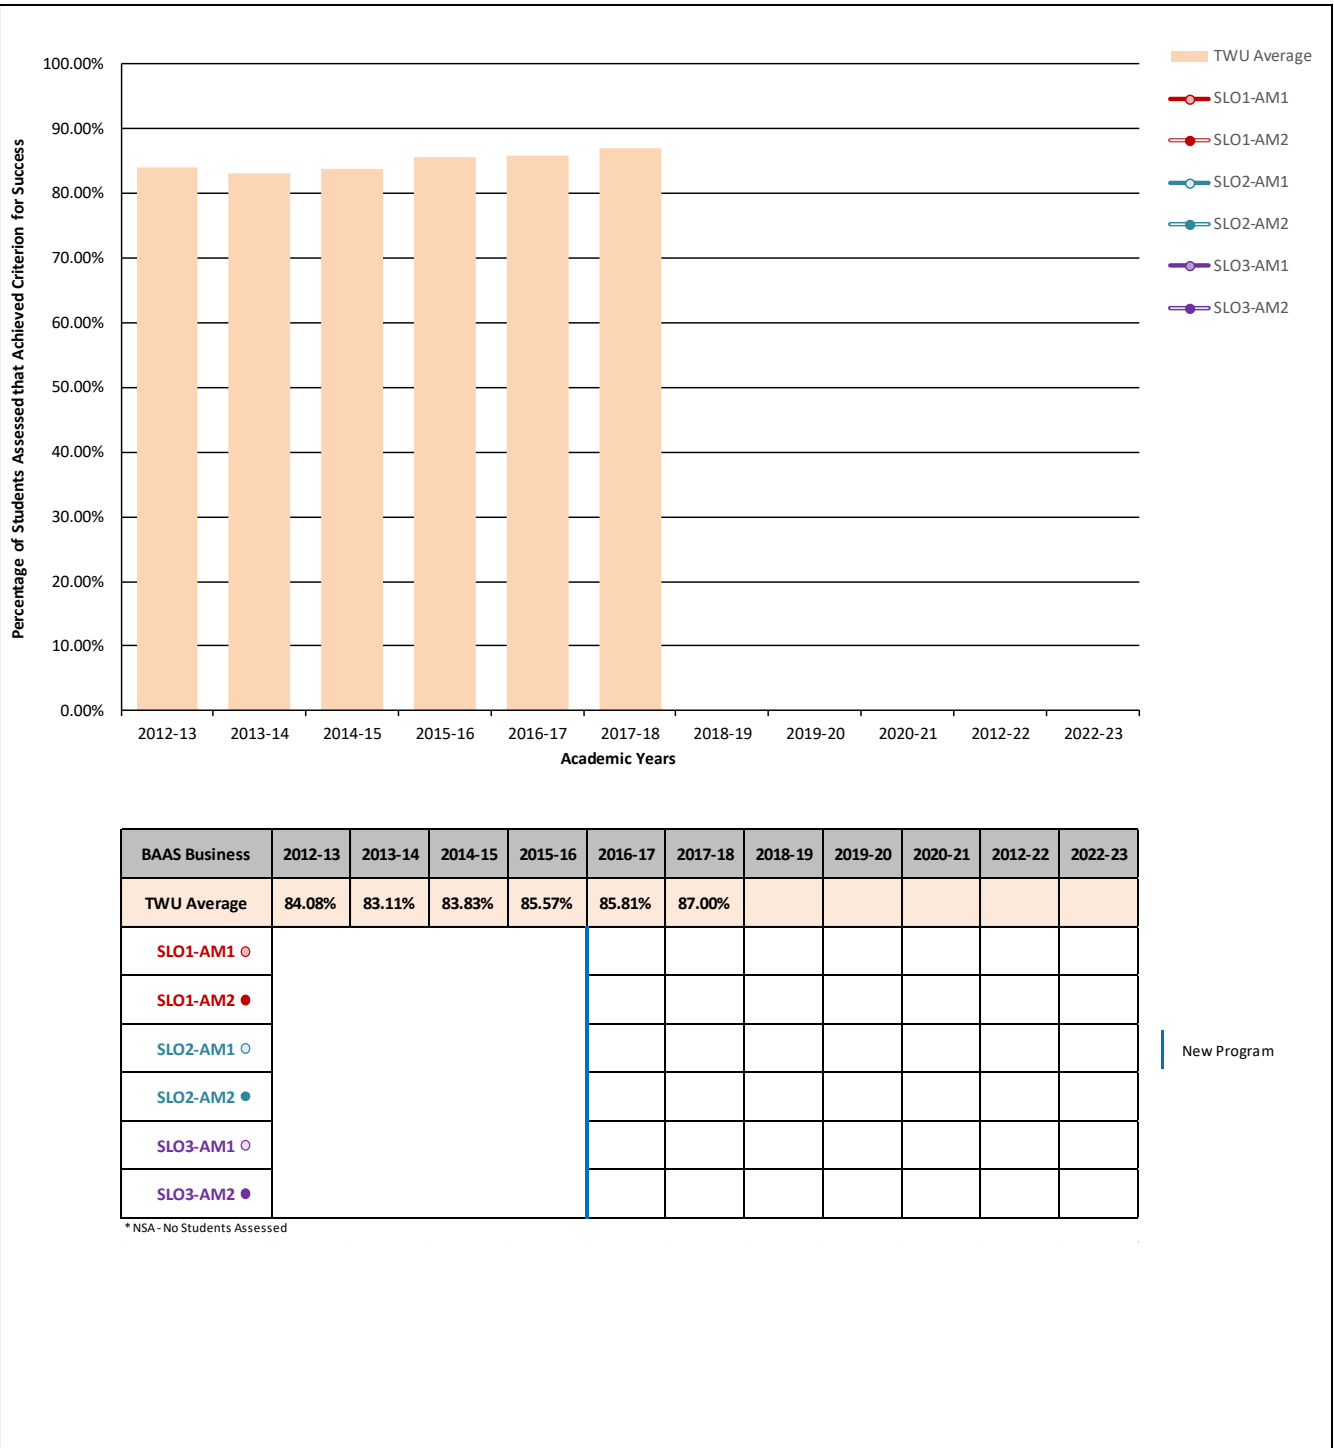 TWU Average
SLO1-AM1
SLO1-AM2
SLO2-AM1
SLO2-AM2
SLO3-AM1
SLO3-AM2
Percentage of Students Assessed that Achieved Criterion for Success
100.00%
90.00%
80.00%
70.00%
60.00%
50.00%
40.00%
30.00%
20.00%
10.00%
0.00%
2012-13 2013-14 2014-15 2015-16 2016-17 2017-18 2018-19 2019-20 2020-21 2012-22 2022-23
Academic Years
BAAS Business 2012-13 2013-14 2014-15 2015-16 2016-17 2017-18 2018-19 2019-20 2020-21 2012-22 2022-23
TWU Average 84.08% 83.11% 83.83% 85.57% 85.81% 87.00%
SLO1-AM1
SLO1-AM2
SLO2-AM1
SLO2-AM2
SLO3-AM1
SLO3-AM2
New Program
* NSA - No Students Assessed